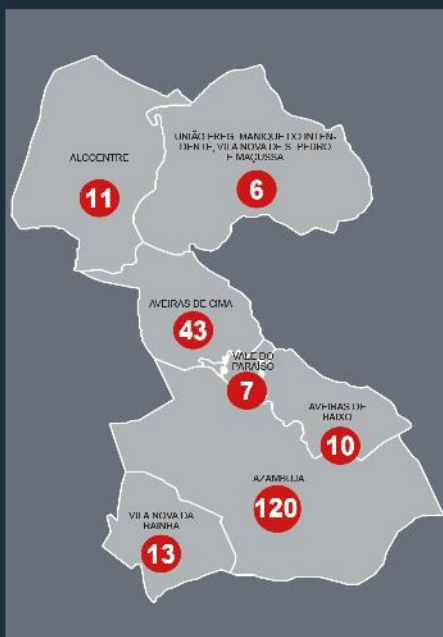 UNIÃO FREG. MANIQUE DO INTEN-
DENTE, VILA NOVA DE S. PEDRO
E MAÇUSSA
6
ALCOENTRE
11
AVEIRAS DE CIMA
43
VALE DO
PARAÍSO
7
AVEIRAS DE
BAIXO
10
AZAMBUJA
120
VILA NOVA DA
RAINHA
13